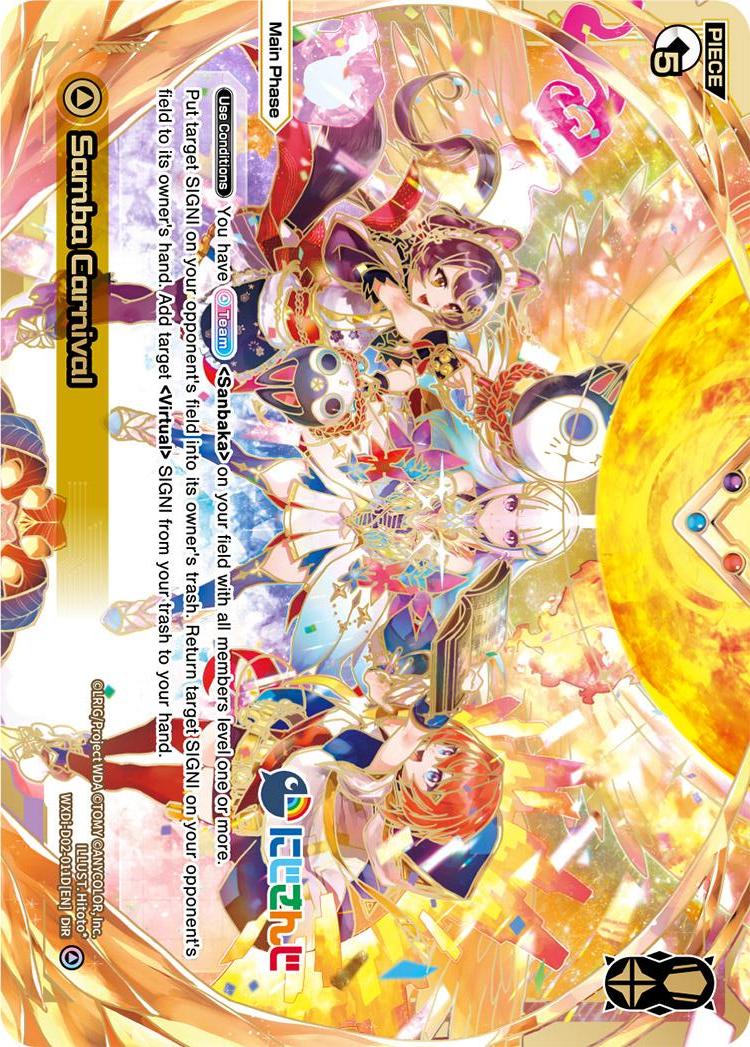 PIECE
5
Main Phase
Use Conditions You have Team <Sanbaka> on your field with all members level one or more.
Put target SIGNI on your opponent's field into its owner's trash. Return target SIGNI on your opponent's
field to its owner's hand. Add target <Virtual> SIGNI from your trash to your hand.
にじさんじ
Samba Carnival
©LRIG/Project WDA ©TOMY ©ANYCOLOR, Inc.
ILLUST. Hitoto*
WXDi-D02-011D[EN] DiR